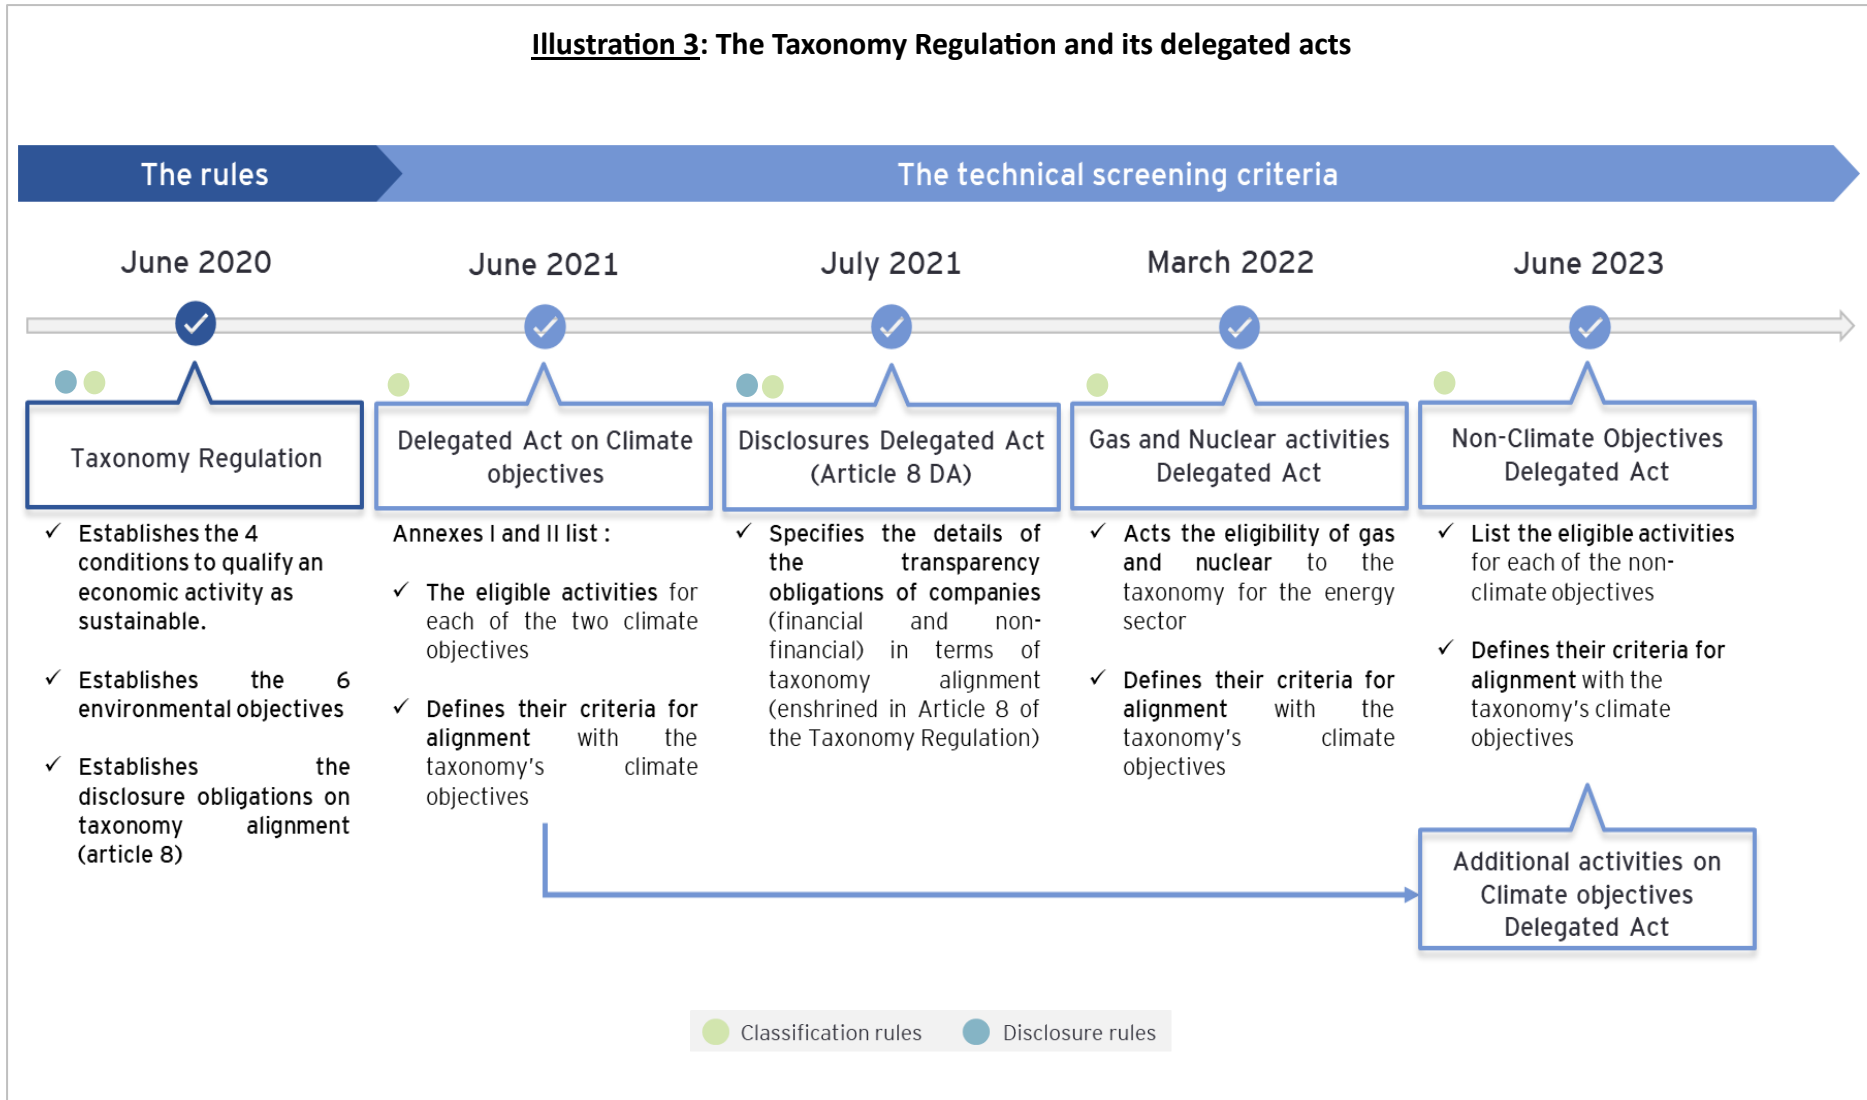 Illustration 3: The Taxonomy Regulation and its delegated acts
The rules
The technical screening criteria
June 2020
June 2021
July 2021
March 2022
June 2023
Taxonomy Regulation
✓ Establishes the 4
conditions to qualify an
economic activity as
sustainable.
✓ Establishes the 6
environmental objectives
✓ Establishes the
disclosure obligations on
taxonomy alignment
(article 8)
Delegated Act on Climate
objectives
Annexes I and II list :
✓ The eligible activities for
each of the two climate
objectives
✓ Defines their criteria for
alignment with the
taxonomy's climate
objectives
Disclosures Delegated Act
(Article 8 DA)
✓ Specifies the details of
the transparency
obligations of companies
(financial and non-
financial) in terms of
taxonomy alignment
(enshrined in Article 8 of
the Taxonomy Regulation)
Gas and Nuclear activities
Delegated Act
✓ Acts the eligibility of gas
and nuclear to the
taxonomy for the energy
sector
✓ Defines their criteria for
alignment with the
taxonomy's climate
objectives
Non-Climate Objectives
Delegated Act
✓ List the eligible activities
for each of the non-
climate objectives
✓ Defines their criteria for
alignment with the
taxonomy's climate
objectives
Additional activities on
Climate objectives
Delegated Act
Classification rules
Disclosure rules